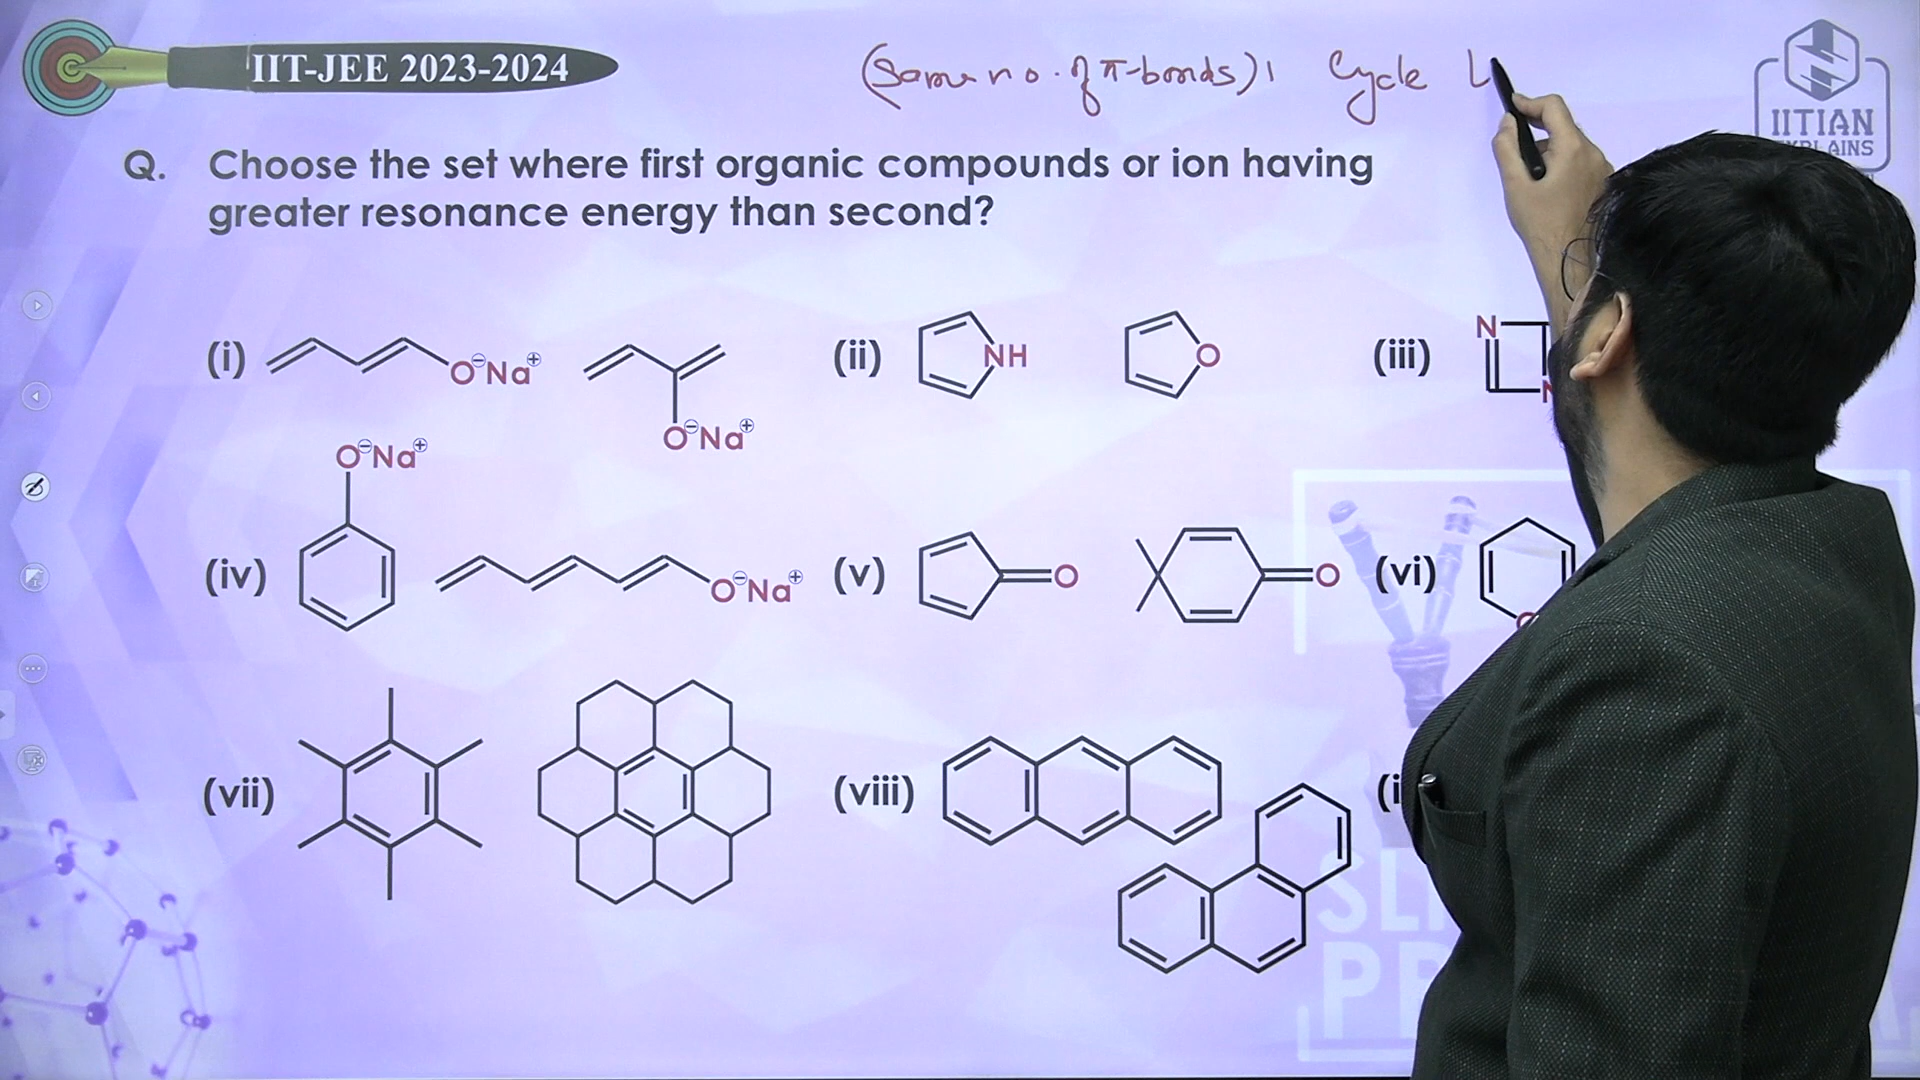 IIT-JEE 2023-2024
(Same no. of π-bonds), Cycle
IITIAN
Q. Choose the set where first organic compounds or ion having
greater resonance energy than second?
(i) O⊖Na⊕ O⊖Na⊕ (ii) NH O (iii) N N
(iv) O⊖Na⊕ O⊖Na⊕ (v) O O (vi) O
(vii) (viii)